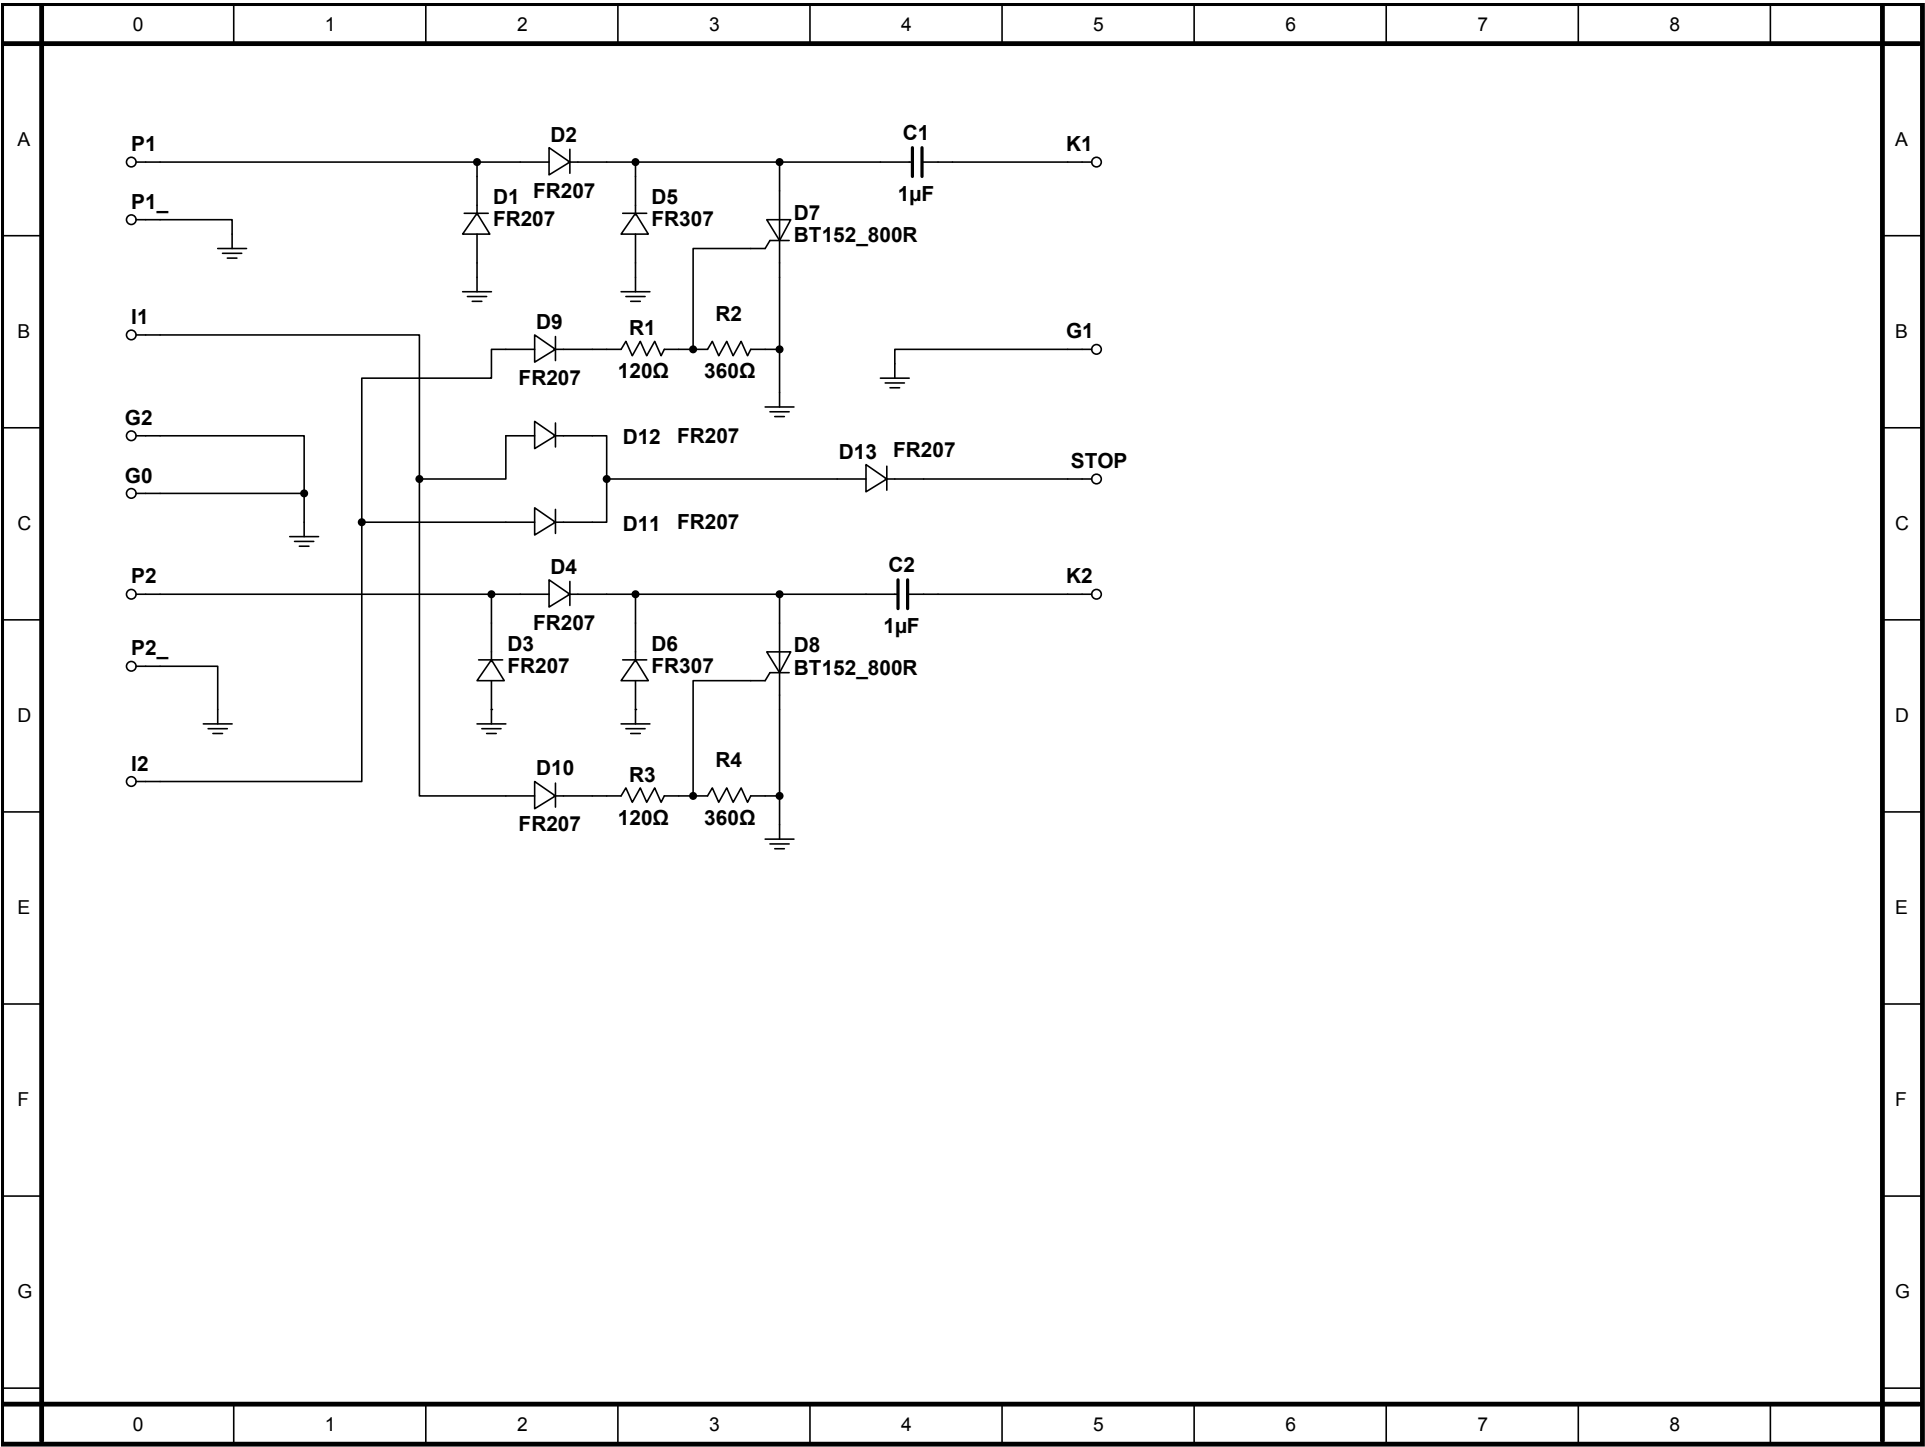 0 1 2 3 4 5 6 7 8
A A
P1 D2 C1 K1
FR207 1µF
P1_ D1 D5 D7
FR207 FR307 BT152_800R
B B
I1 D9 R1 R2 G1
FR207 120Ω 360Ω
G2 D12 FR207
G0 D13 FR207 STOP
C C
D11 FR207
P2 D4 C2 K2
FR207 1µF
P2_ D3 D6 D8
FR207 FR307 BT152_800R
D D
I2 D10 R3 R4
FR207 120Ω 360Ω
E E
F F
G G
0 1 2 3 4 5 6 7 8